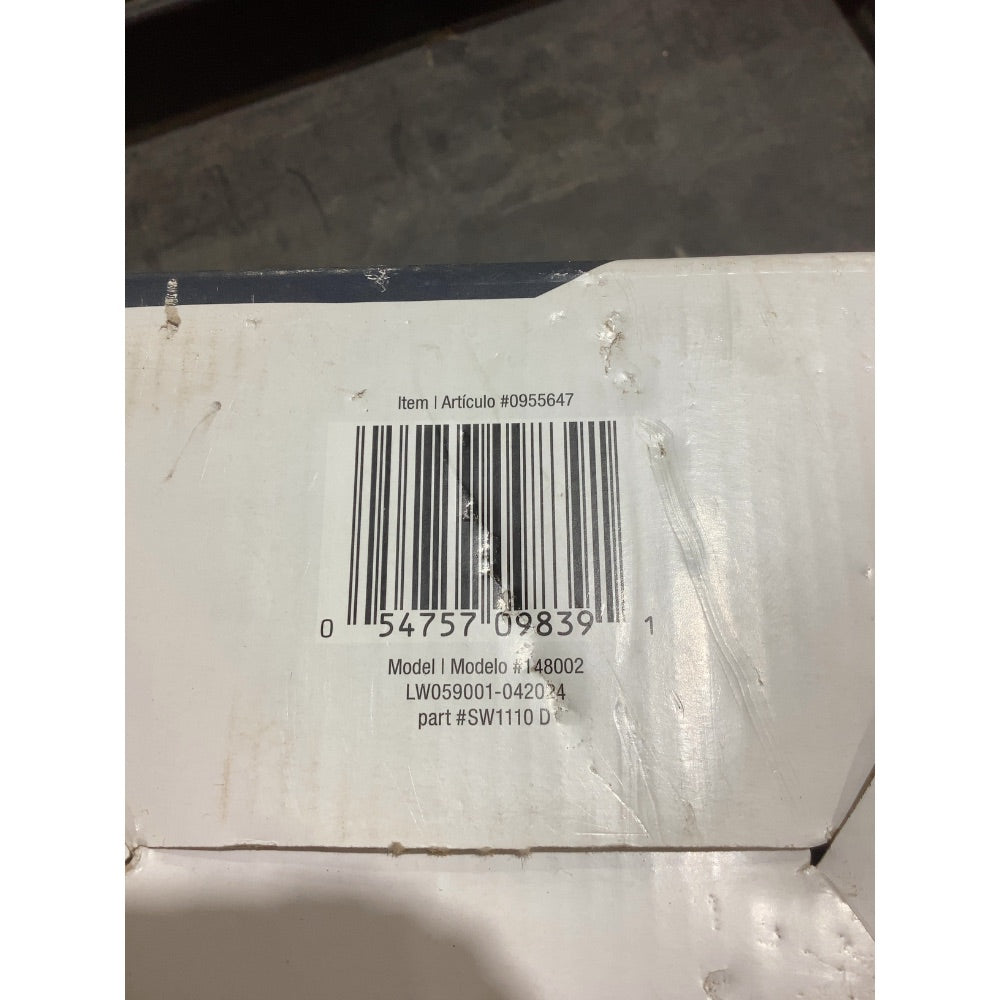 Item | Artículo #0955647
0 54757 09839 1
Model | Modelo #148002
LW059001-042024
part #SW1110 D